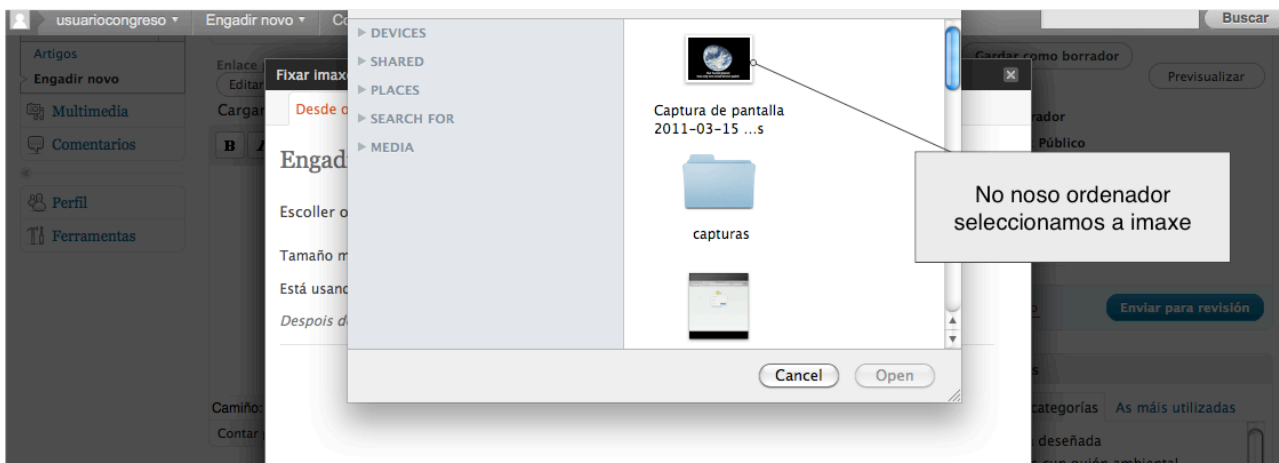 usuariocongreso
Engadir novo
Buscar
Artigos
Engadir novo
Multimedia
Comentarios
Perfil
Ferramentas
Enlace
Editar
Cargar
B
Fixar imaxe
Desde o
Engadi
Escoller o
Tamaño m
Está usand
Despois de
Camiño:
Contar
DEVICES
SHARED
PLACES
SEARCH FOR
MEDIA
Captura de pantalla
2011-03-15 ...s
capturas
Cancel
Open
No noso ordenador
seleccionamos a imaxe
Gardar como borrador
Previsualizar
rador
Público
Enviar para revisión
categorías
As máis utilizadas
deseñada